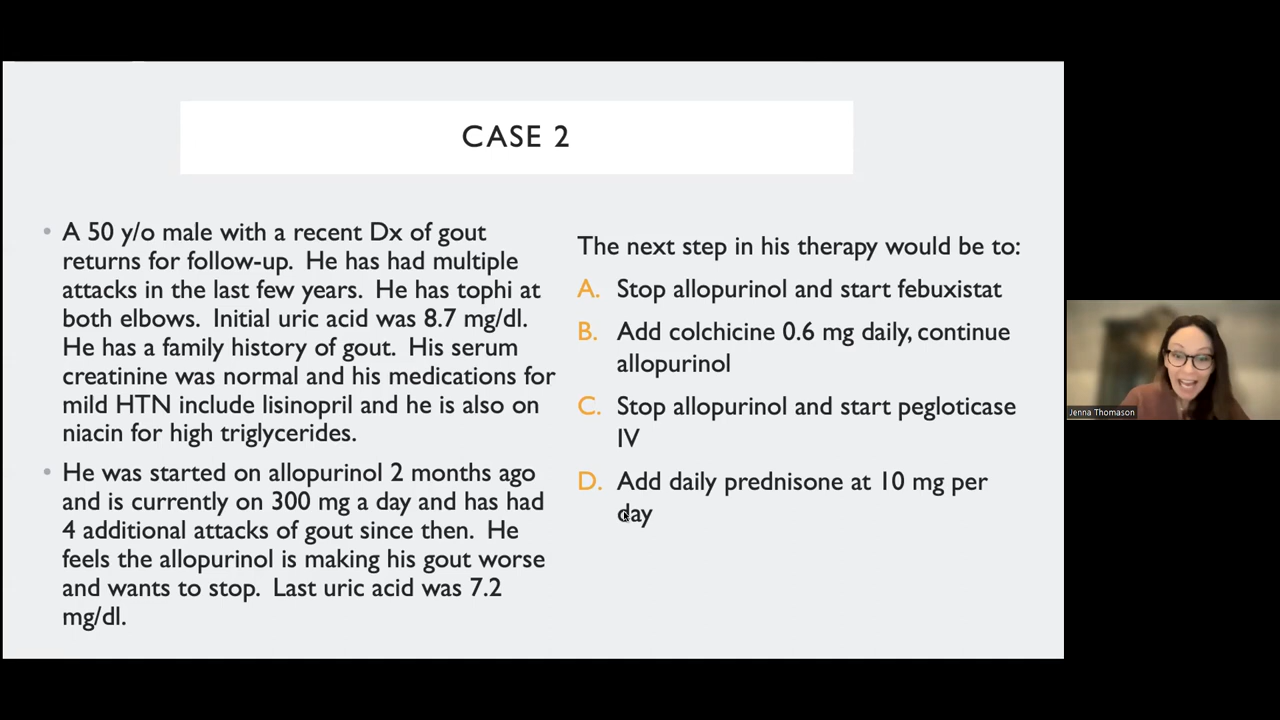 CASE 2
A 50 y/o male with a recent Dx of gout
returns for follow-up.  He has had multiple
attacks in the last few years.  He has tophi at
both elbows.  Initial uric acid was 8.7 mg/dl.
He has a family history of gout.  His serum
creatinine was normal and his medications for
mild HTN include lisinopril and he is also on
niacin for high triglycerides.
He was started on allopurinol 2 months ago
and is currently on 300 mg a day and has had
4 additional attacks of gout since then.  He
feels the allopurinol is making his gout worse
and wants to stop.  Last uric acid was 7.2
mg/dl.
The next step in his therapy would be to:
A. Stop allopurinol and start febuxistat
B. Add colchicine 0.6 mg daily, continue
allopurinol
C. Stop allopurinol and start pegloticase
IV
D. Add daily prednisone at 10 mg per
day
Jenna Thomason